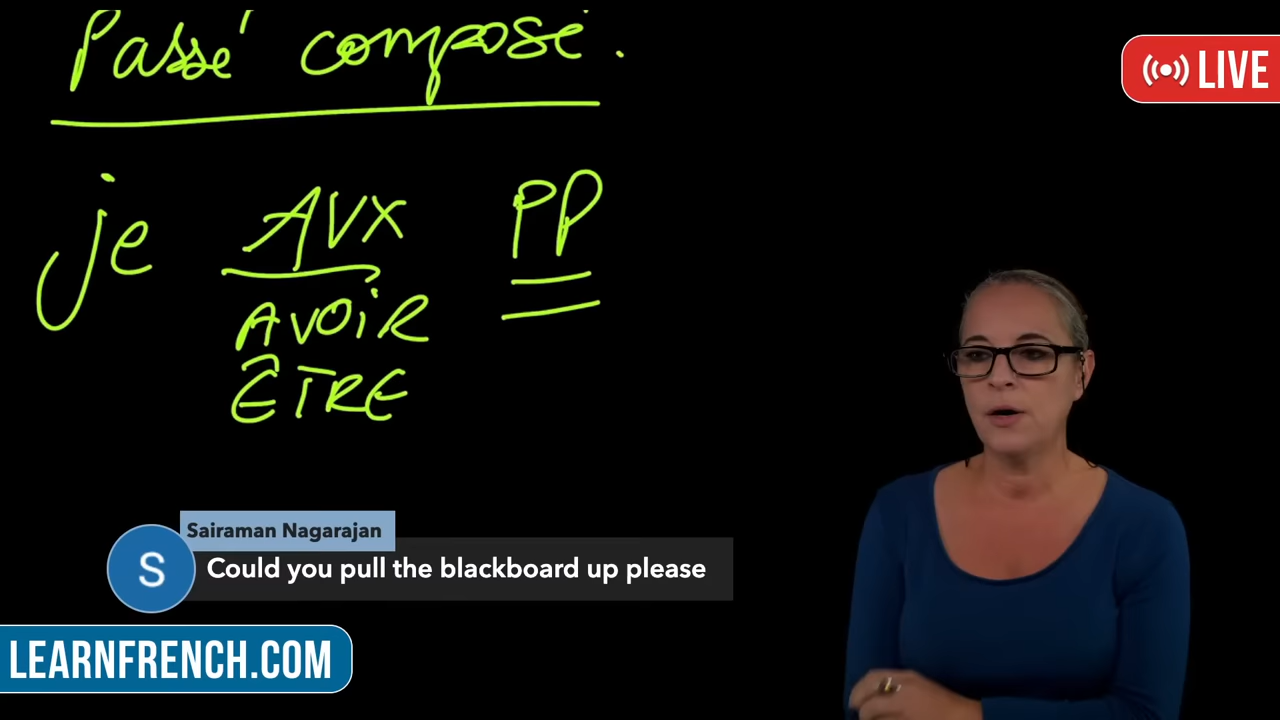 Passé composé.
LIVE
je AVX PP
AVOIR
ÊTRE
Sairaman Nagarajan
S
Could you pull the blackboard up please
LEARNFRENCH.COM